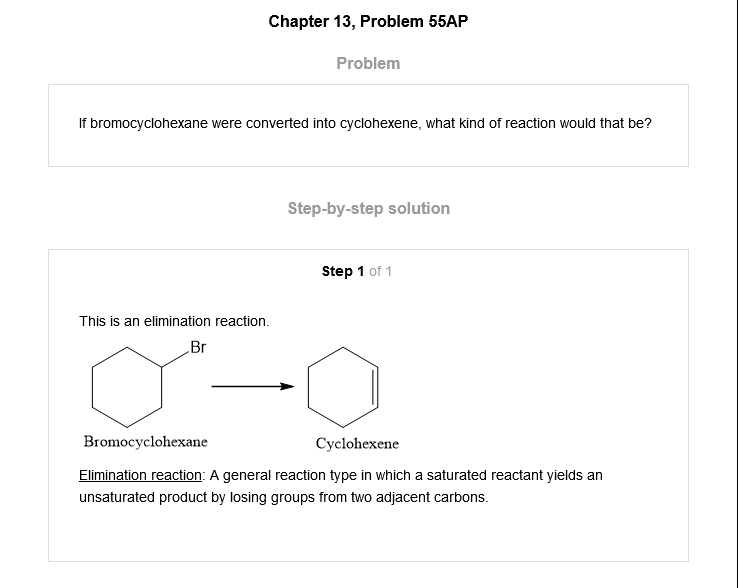 Chapter 13, Problem 55AP
Problem
If bromocyclohexane were converted into cyclohexene, what kind of reaction would that be?
Step-by-step solution
Step 1 of 1
This is an elimination reaction.
Br
Bromocyclohexane
Cyclohexene
Elimination reaction: A general reaction type in which a saturated reactant yields an
unsaturated product by losing groups from two adjacent carbons.